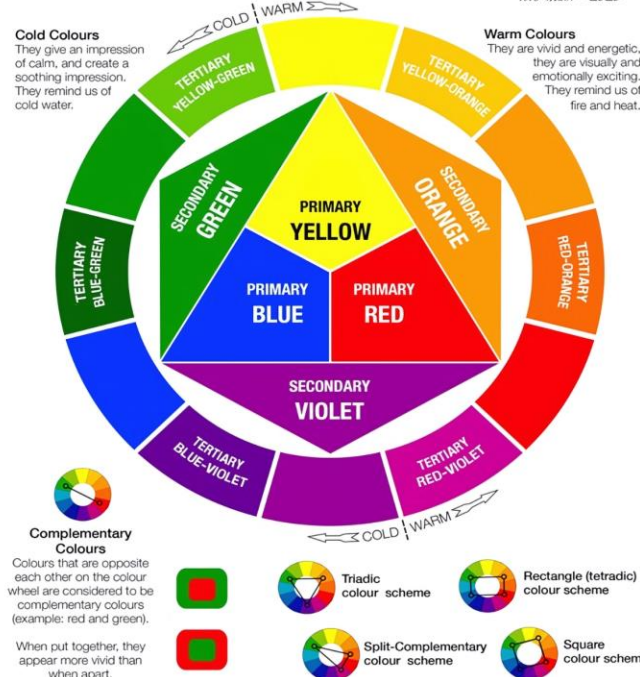 COLD WARM
Cold Colours
They give an impression
of calm, and create a
soothing impression.
They remind us of
cold water.
Warm Colours
They are vivid and energetic,
they are visually and
emotionally exciting.
They remind us of
fire and heat.
TERTIARY
YELLOW-GREEN
TERTIARY
YELLOW-ORANGE
SECONDARY
GREEN
SECONDARY
ORANGE
PRIMARY
YELLOW
TERTIARY
BLUE-GREEN
TERTIARY
RED-ORANGE
PRIMARY
BLUE
PRIMARY
RED
SECONDARY
VIOLET
TERTIARY
BLUE-VIOLET
TERTIARY
RED-VIOLET
COLD WARM
Complementary
Colours
Colours that are opposite
each other on the colour
wheel are considered to be
complementary colours
(example: red and green).
When put together, they
appear more vivid than
when apart.
Triadic
colour scheme
Rectangle (tetradic)
colour scheme
Split-Complementary
colour scheme
Square
colour schem